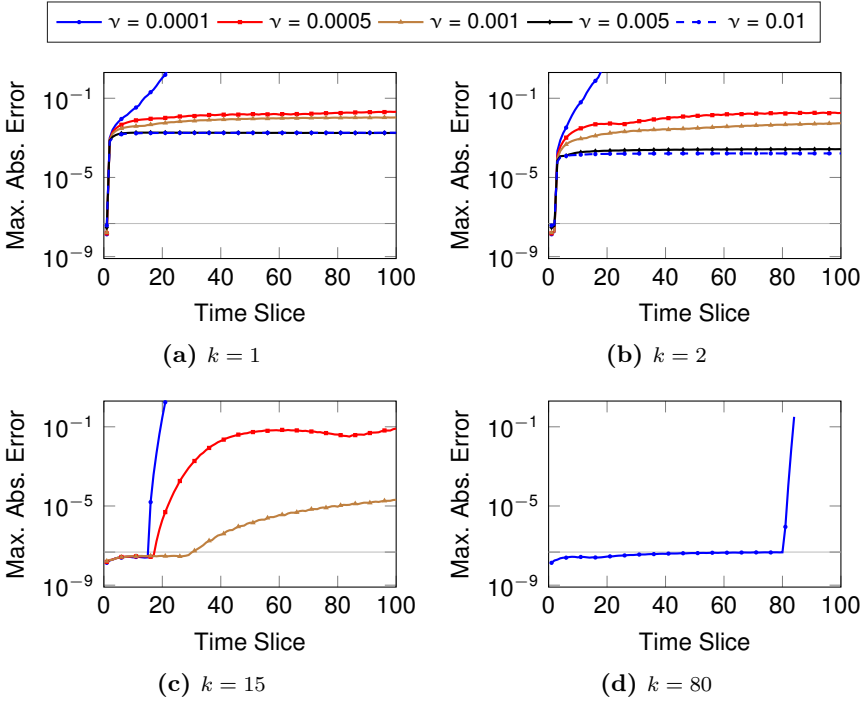 ν = 0.0001 ν = 0.0005 ν = 0.001 ν = 0.005 ν = 0.01
Max. Abs. Error
10⁻¹
10⁻⁵
10⁻⁹
0 20 40 60 80 100
Time Slice
(a) k = 1
Max. Abs. Error
10⁻¹
10⁻⁵
10⁻⁹
0 20 40 60 80 100
Time Slice
(b) k = 2
Max. Abs. Error
10⁻¹
10⁻⁵
10⁻⁹
0 20 40 60 80 100
Time Slice
(c) k = 15
Max. Abs. Error
10⁻¹
10⁻⁵
10⁻⁹
0 20 40 60 80 100
Time Slice
(d) k = 80